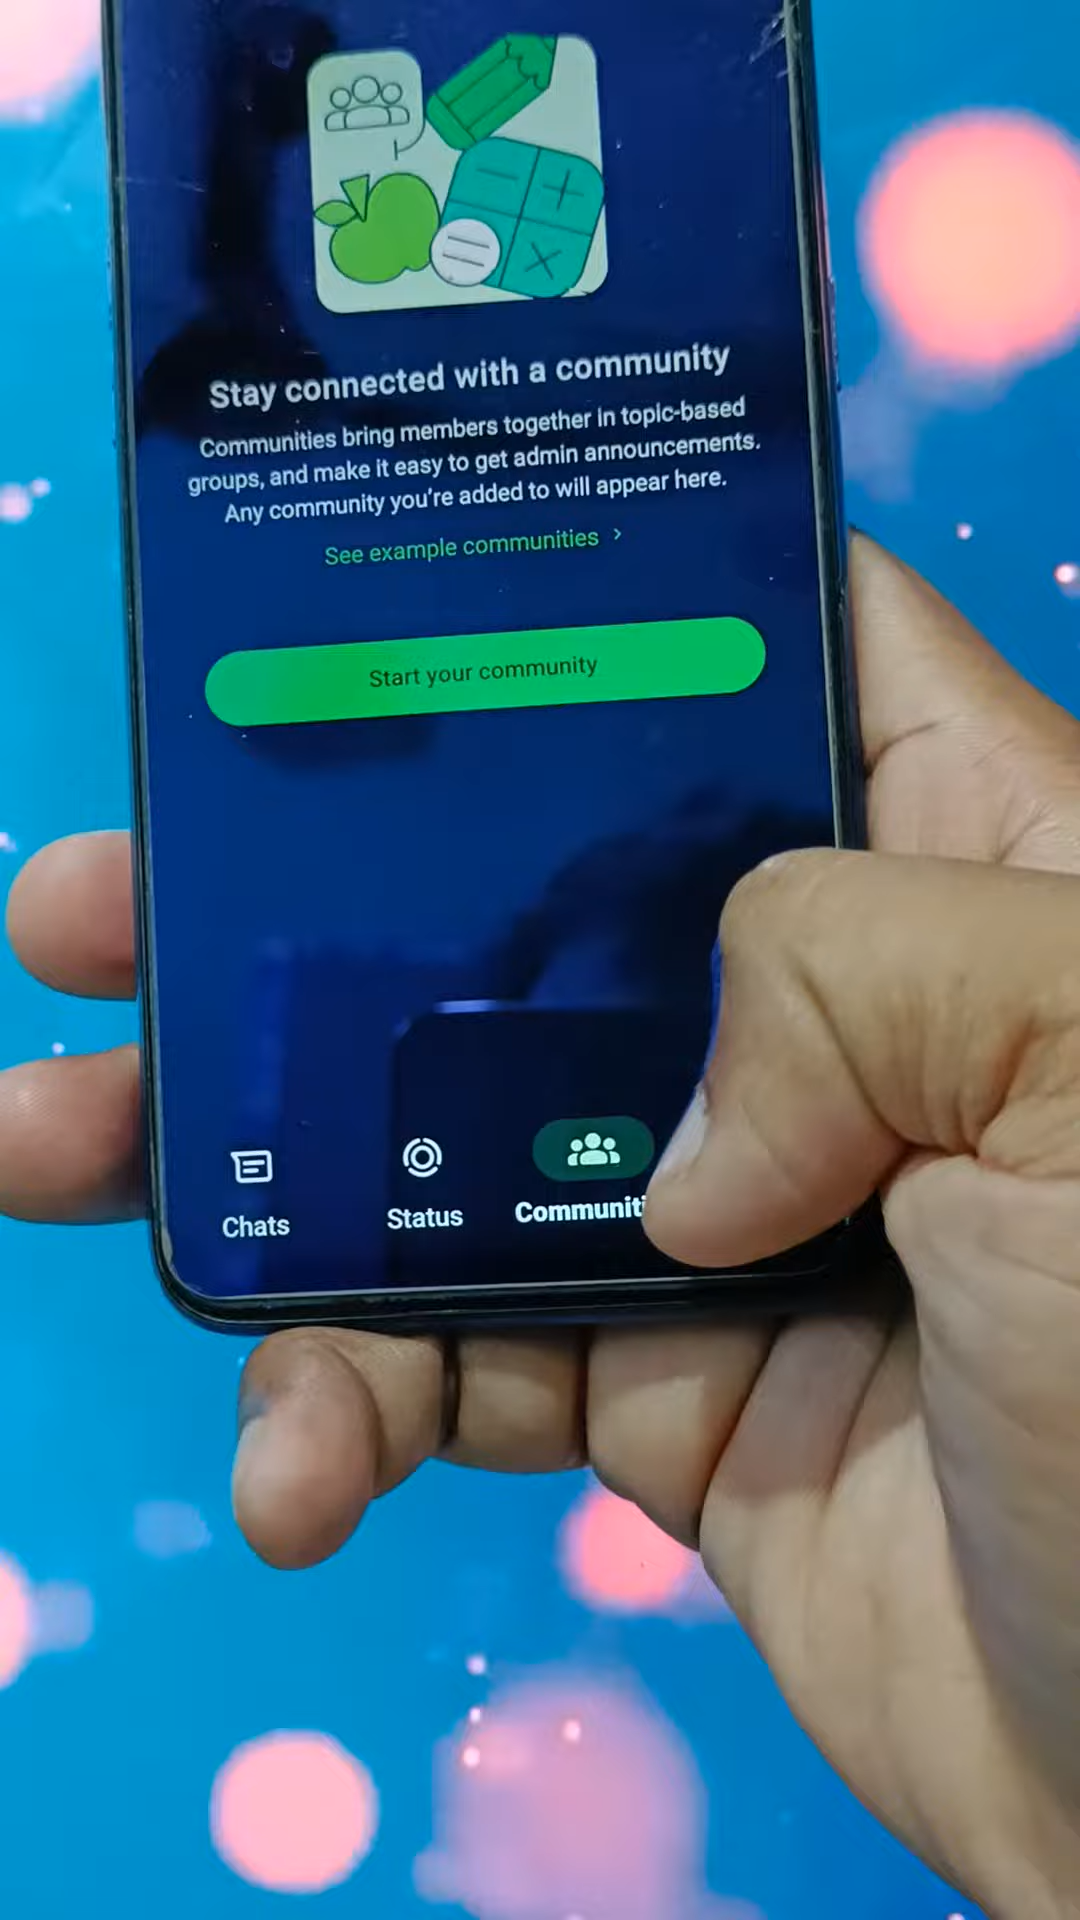 Stay connected with a community
Communities bring members together in topic-based
groups, and make it easy to get admin announcements.
Any community you're added to will appear here.
See example communities >
Start your community
Chats
Status
Communiti